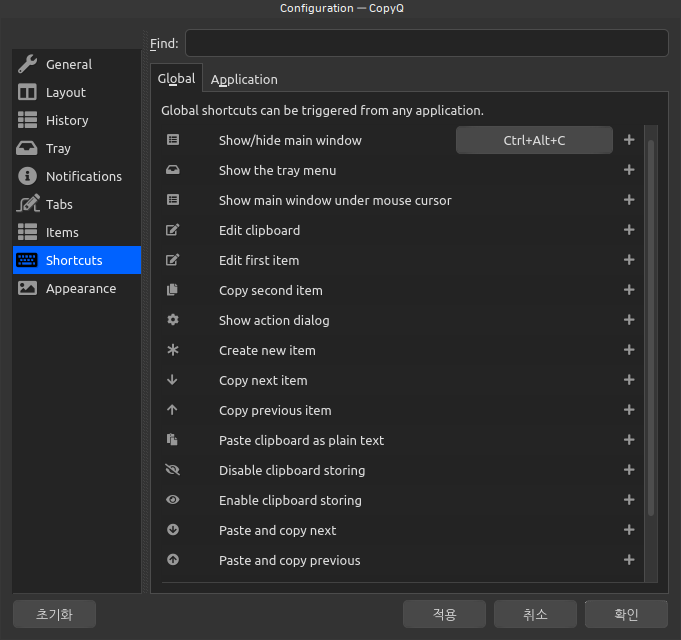 Configuration — CopyQ
Find:
General
Layout
History
Tray
Notifications
Tabs
Items
Shortcuts
Appearance
Global Application
Global shortcuts can be triggered from any application.
Show/hide main window Ctrl+Alt+C
Show the tray menu
Show main window under mouse cursor
Edit clipboard
Edit first item
Copy second item
Show action dialog
Create new item
Copy next item
Copy previous item
Paste clipboard as plain text
Disable clipboard storing
Enable clipboard storing
Paste and copy next
Paste and copy previous
초기화 적용 취소 확인